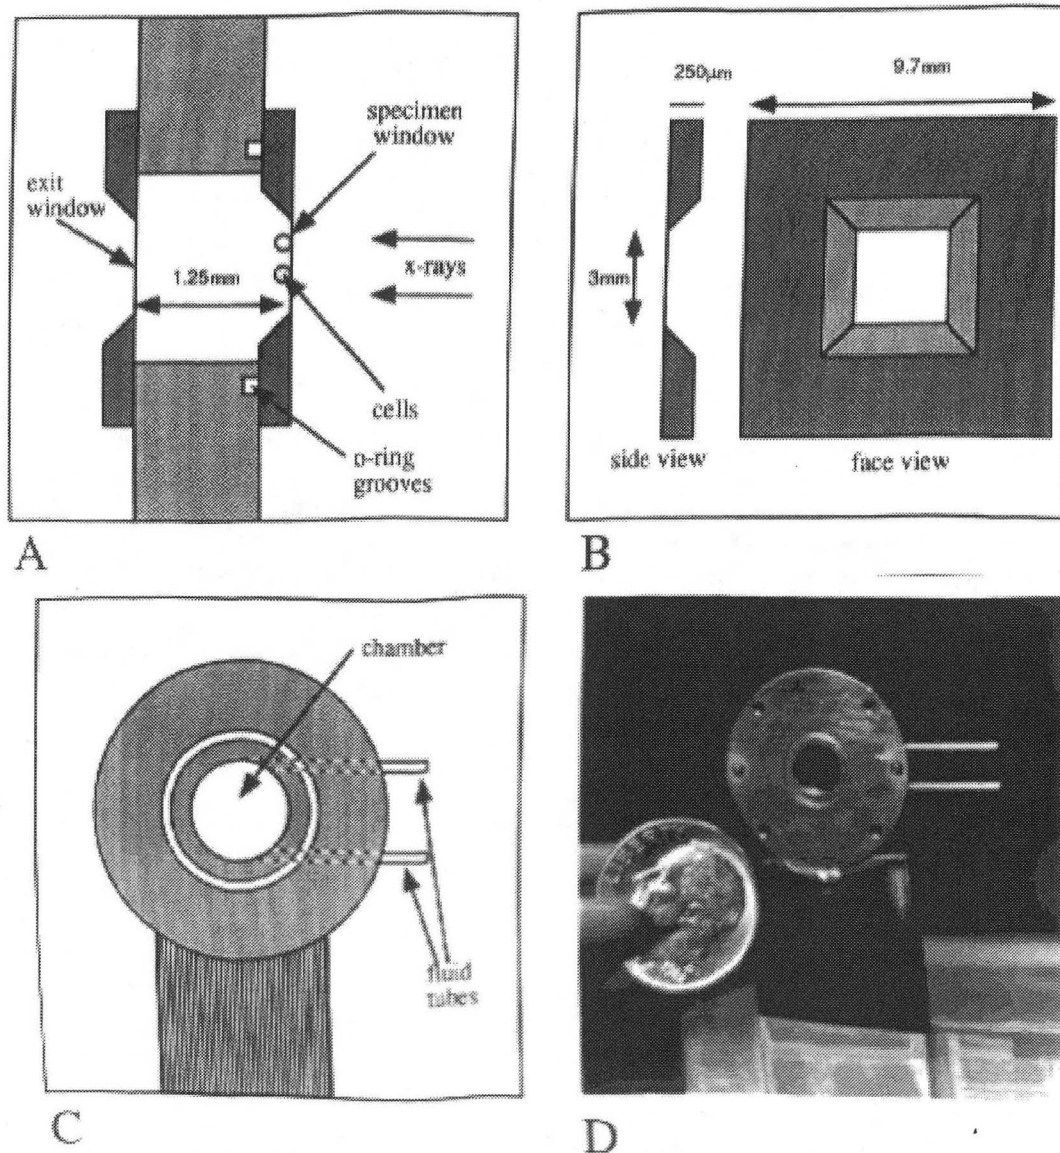 specimen
window
exit
window
1.25mm
x-rays
cells
o-ring
grooves
A
250μm
9.7mm
3mm
side view
face view
B
chamber
fluid
tubes
C
D